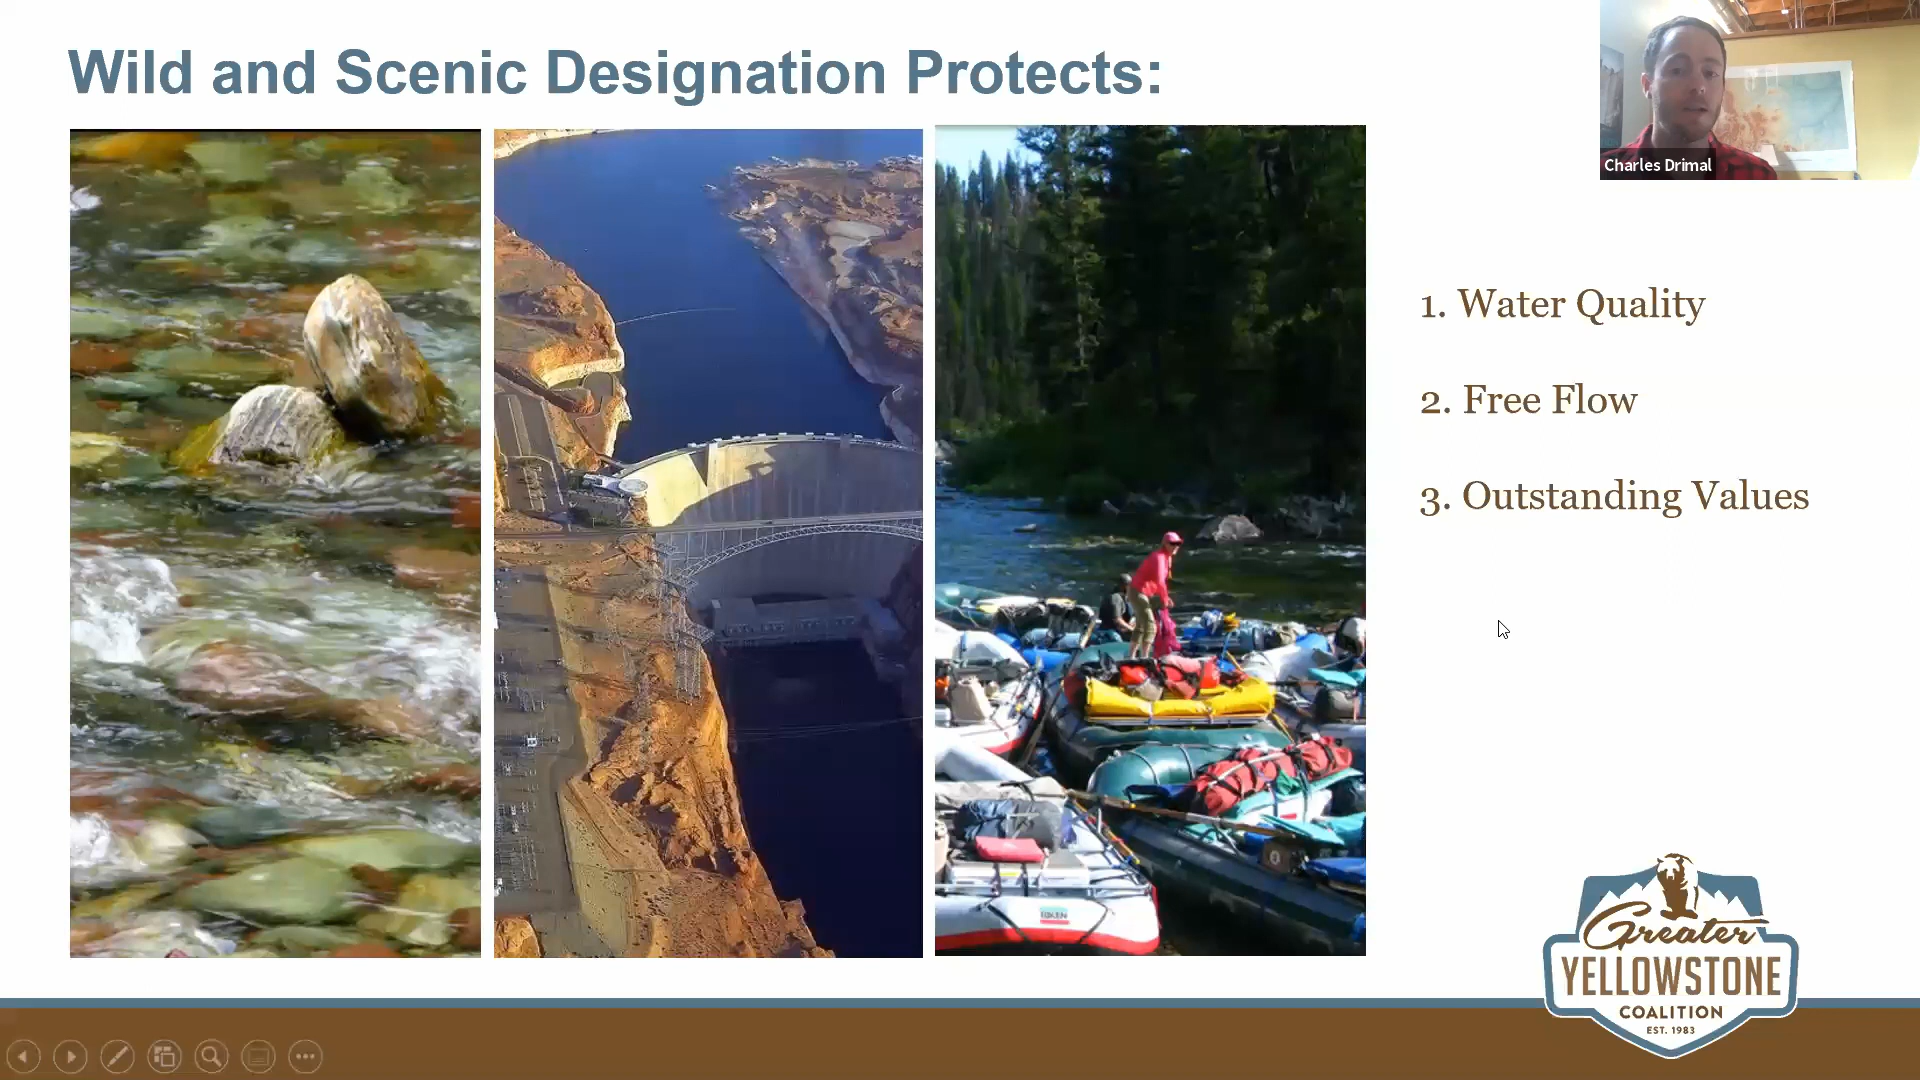 Wild and Scenic Designation Protects:
Charles Drimal
1. Water Quality
2. Free Flow
3. Outstanding Values
Greater
YELLOWSTONE
COALITION
EST. 1983